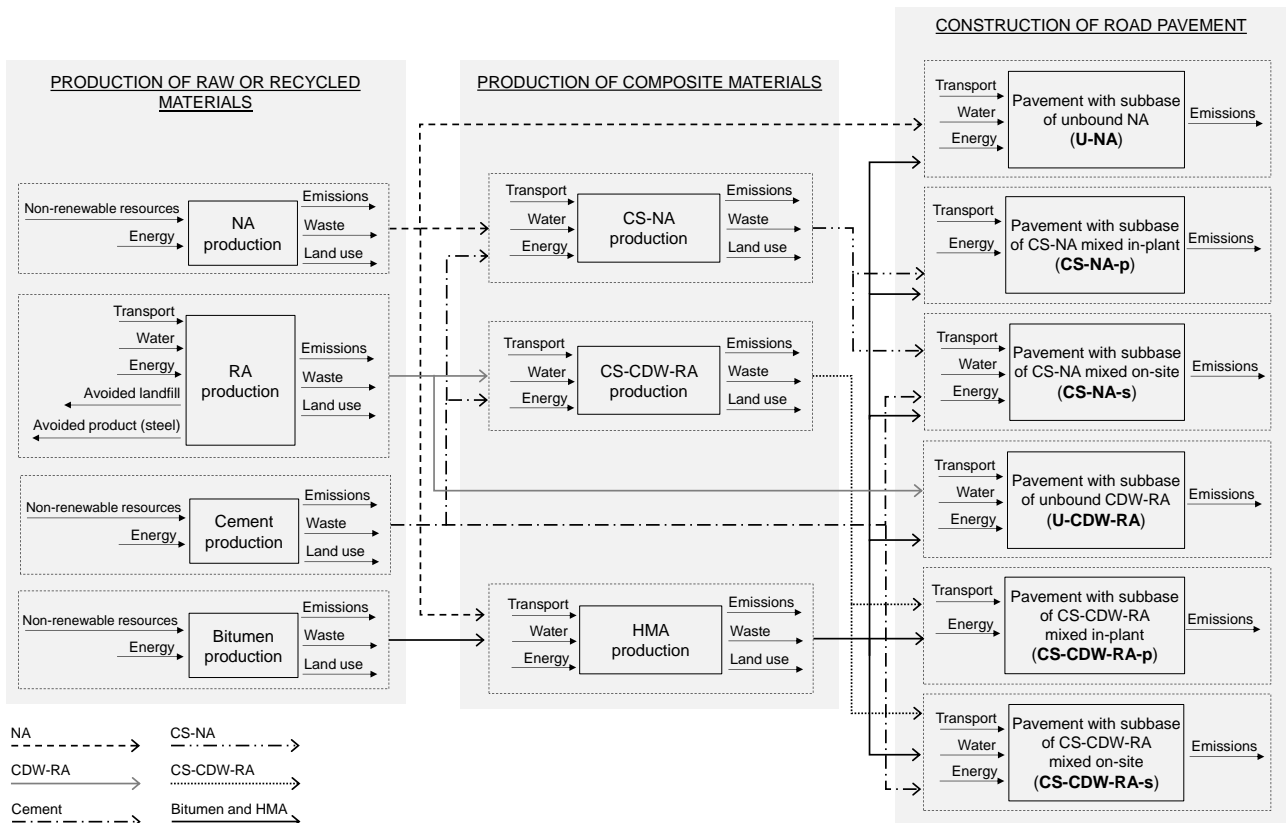 PRODUCTION OF RAW OR RECYCLED
MATERIALS
Non-renewable resources
Energy
NA
production
Emissions
Waste
Land use
Transport
Water
Energy
Avoided landfill
Avoided product (steel)
RA
production
Emissions
Waste
Land use
Non-renewable resources
Energy
Cement
production
Emissions
Waste
Land use
Non-renewable resources
Energy
Bitumen
production
Emissions
Waste
Land use
PRODUCTION OF COMPOSITE MATERIALS
Transport
Water
Energy
CS-NA
production
Emissions
Waste
Land use
Transport
Water
Energy
CS-CDW-RA
production
Emissions
Waste
Land use
Transport
Water
Energy
HMA
production
Emissions
Waste
Land use
CONSTRUCTION OF ROAD PAVEMENT
Transport
Water
Energy
Pavement with subbase
of unbound NA
(U-NA)
Emissions
Transport
Energy
Pavement with subbase
of CS-NA mixed in-plant
(CS-NA-p)
Emissions
Transport
Water
Energy
Pavement with subbase
of CS-NA mixed on-site
(CS-NA-s)
Emissions
Transport
Water
Energy
Pavement with subbase
of unbound CDW-RA
(U-CDW-RA)
Emissions
Transport
Energy
Pavement with subbase
of CS-CDW-RA
mixed in-plant
(CS-CDW-RA-p)
Emissions
Transport
Water
Energy
Pavement with subbase
of CS-CDW-RA
mixed on-site
(CS-CDW-RA-s)
Emissions
NA
CS-NA
CDW-RA
CS-CDW-RA
Cement
Bitumen and HMA